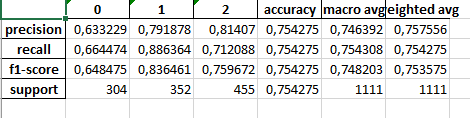 0 1 2 accuracy macro avg eighted avg
precision 0,633229 0,791878 0,81407 0,754275 0,746392 0,757556
recall 0,664474 0,886364 0,712088 0,754275 0,754308 0,754275
f1-score 0,648475 0,836461 0,759672 0,754275 0,748203 0,753575
support 304 352 455 0,754275 1111 1111